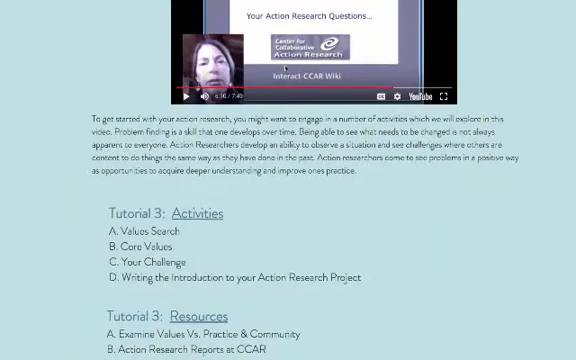 Your Action Research Questions...
Center for
Collaborative
Action Research
Interact-CCAR Wiki
6:10 / 7:43
YouTube
To get started with your action research, you might want to engage in a number of activities which we will explore in this
video. Problem finding is a skill that one develops over time. Being able to see what needs to be changed is not always
apparent to everyone. Action Researchers develop an ability to observe a situation and see challenges where others are
content to do things the same way as they have done in the past. Action researchers come to see problems in a positive way
as opportunities to acquire deeper understanding and improve ones practice.
Tutorial 3: Activities
A. Values Search
B. Core Values
C. Your Challenge
D. Writing the Introduction to your Action Research Project
Tutorial 3: Resources
A. Examine Values Vs. Practice & Community
B. Action Research Reports at CCAR